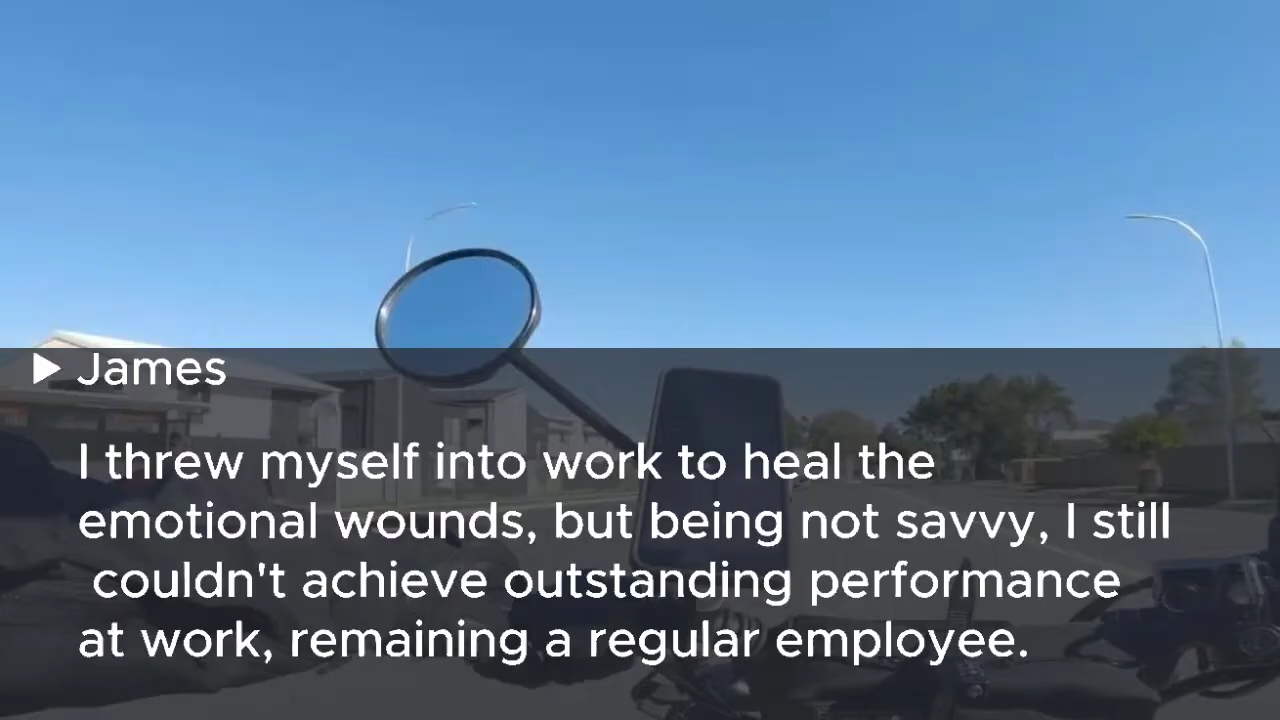 James
I threw myself into work to heal the
emotional wounds, but being not savvy, I still
couldn't achieve outstanding performance
at work, remaining a regular employee.